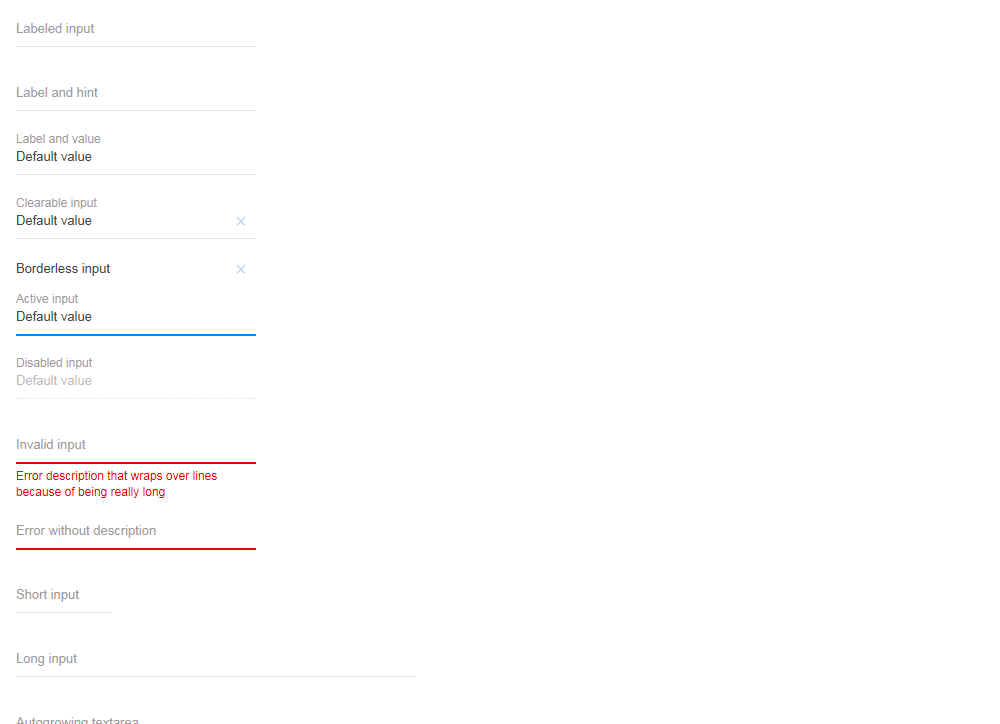 Labeled input
Label and hint
Label and value
Default value
Clearable input
Default value
Borderless input
Active input
Default value
Disabled input
Default value
Invalid input
Error description that wraps over lines
because of being really long
Error without description
Short input
Long input
Autogrowing textarea